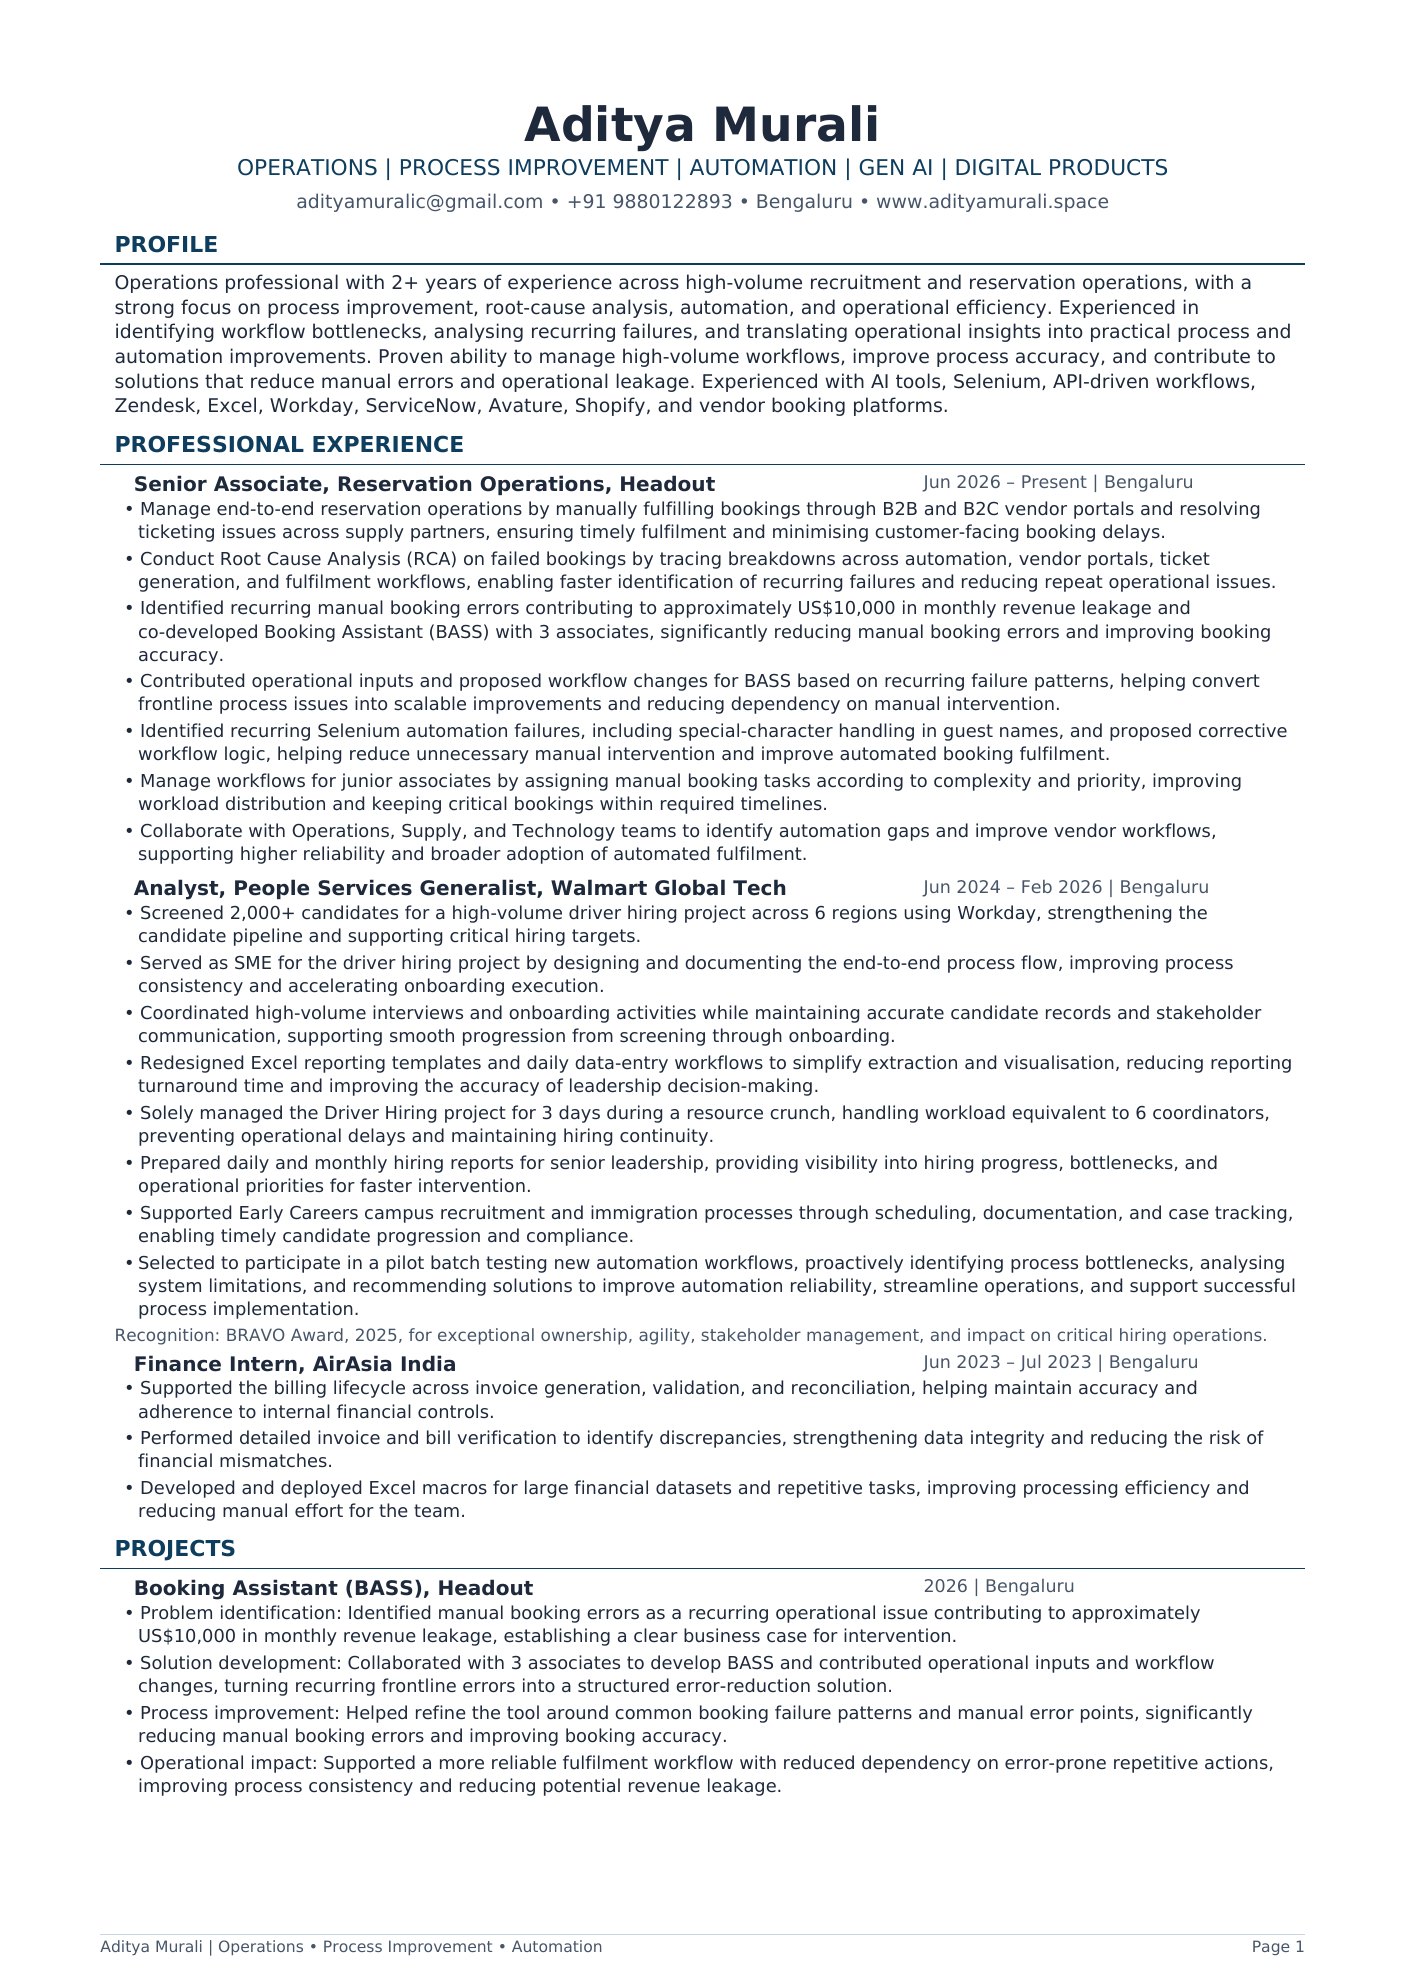 Aditya Murali
OPERATIONS | PROCESS IMPROVEMENT | AUTOMATION | GEN AI | DIGITAL PRODUCTS
adityamuralic@gmail.com • +91 9880122893 • Bengaluru • www.adityamurali.space
PROFILE
Operations professional with 2+ years of experience across high-volume recruitment and reservation operations, with a
strong focus on process improvement, root-cause analysis, automation, and operational efficiency. Experienced in
identifying workflow bottlenecks, analysing recurring failures, and translating operational insights into practical process and
automation improvements. Proven ability to manage high-volume workflows, improve process accuracy, and contribute to
solutions that reduce manual errors and operational leakage. Experienced with AI tools, Selenium, API-driven workflows,
Zendesk, Excel, Workday, ServiceNow, Avature, Shopify, and vendor booking platforms.
PROFESSIONAL EXPERIENCE
Senior Associate, Reservation Operations, Headout Jun 2026 – Present | Bengaluru
• Manage end-to-end reservation operations by manually fulfilling bookings through B2B and B2C vendor portals and resolving
ticketing issues across supply partners, ensuring timely fulfilment and minimising customer-facing booking delays.
• Conduct Root Cause Analysis (RCA) on failed bookings by tracing breakdowns across automation, vendor portals, ticket
generation, and fulfilment workflows, enabling faster identification of recurring failures and reducing repeat operational issues.
• Identified recurring manual booking errors contributing to approximately US$10,000 in monthly revenue leakage and
co-developed Booking Assistant (BASS) with 3 associates, significantly reducing manual booking errors and improving booking
accuracy.
• Contributed operational inputs and proposed workflow changes for BASS based on recurring failure patterns, helping convert
frontline process issues into scalable improvements and reducing dependency on manual intervention.
• Identified recurring Selenium automation failures, including special-character handling in guest names, and proposed corrective
workflow logic, helping reduce unnecessary manual intervention and improve automated booking fulfilment.
• Manage workflows for junior associates by assigning manual booking tasks according to complexity and priority, improving
workload distribution and keeping critical bookings within required timelines.
• Collaborate with Operations, Supply, and Technology teams to identify automation gaps and improve vendor workflows,
supporting higher reliability and broader adoption of automated fulfilment.
Analyst, People Services Generalist, Walmart Global Tech Jun 2024 – Feb 2026 | Bengaluru
• Screened 2,000+ candidates for a high-volume driver hiring project across 6 regions using Workday, strengthening the
candidate pipeline and supporting critical hiring targets.
• Served as SME for the driver hiring project by designing and documenting the end-to-end process flow, improving process
consistency and accelerating onboarding execution.
• Coordinated high-volume interviews and onboarding activities while maintaining accurate candidate records and stakeholder
communication, supporting smooth progression from screening through onboarding.
• Redesigned Excel reporting templates and daily data-entry workflows to simplify extraction and visualisation, reducing reporting
turnaround time and improving the accuracy of leadership decision-making.
• Solely managed the Driver Hiring project for 3 days during a resource crunch, handling workload equivalent to 6 coordinators,
preventing operational delays and maintaining hiring continuity.
• Prepared daily and monthly hiring reports for senior leadership, providing visibility into hiring progress, bottlenecks, and
operational priorities for faster intervention.
• Supported Early Careers campus recruitment and immigration processes through scheduling, documentation, and case tracking,
enabling timely candidate progression and compliance.
• Selected to participate in a pilot batch testing new automation workflows, proactively identifying process bottlenecks, analysing
system limitations, and recommending solutions to improve automation reliability, streamline operations, and support successful
process implementation.
Recognition: BRAVO Award, 2025, for exceptional ownership, agility, stakeholder management, and impact on critical hiring operations.
Finance Intern, AirAsia India Jun 2023 – Jul 2023 | Bengaluru
• Supported the billing lifecycle across invoice generation, validation, and reconciliation, helping maintain accuracy and
adherence to internal financial controls.
• Performed detailed invoice and bill verification to identify discrepancies, strengthening data integrity and reducing the risk of
financial mismatches.
• Developed and deployed Excel macros for large financial datasets and repetitive tasks, improving processing efficiency and
reducing manual effort for the team.
PROJECTS
Booking Assistant (BASS), Headout 2026 | Bengaluru
• Problem identification: Identified manual booking errors as a recurring operational issue contributing to approximately
US$10,000 in monthly revenue leakage, establishing a clear business case for intervention.
• Solution development: Collaborated with 3 associates to develop BASS and contributed operational inputs and workflow
changes, turning recurring frontline errors into a structured error-reduction solution.
• Process improvement: Helped refine the tool around common booking failure patterns and manual error points, significantly
reducing manual booking errors and improving booking accuracy.
• Operational impact: Supported a more reliable fulfilment workflow with reduced dependency on error-prone repetitive actions,
improving process consistency and reducing potential revenue leakage.
Aditya Murali | Operations • Process Improvement • Automation Page 1